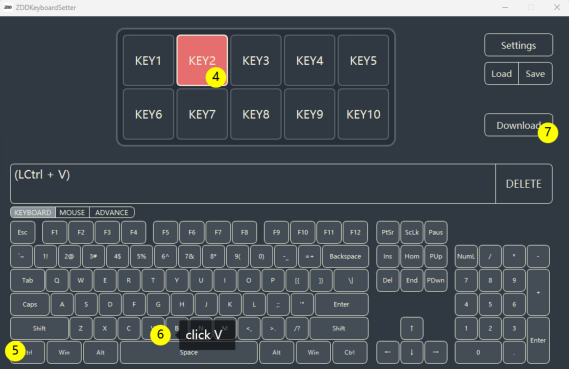 ZDD ZDDKeyboardSetter
KEY1 KEY2 KEY3 KEY4 KEY5
4
KEY6 KEY7 KEY8 KEY9 KEY10
Settings
Load Save
Download
7
(LCtrl + V)
DELETE
KEYBOARD MOUSE ADVANCE
Esc F1 F2 F3 F4 F5 F6 F7 F8 F9 F10 F11 F12 PtSr ScLk Paus
`~ 1! 2@ 3# 4$ 5% 6^ 7& 8* 9( 0) -_ =+ Backspace Ins Hom PUp NumL / * -
Tab Q W E R T Y U I O P [{ ]} \| Del End PDwn 7 8 9 +
Caps A S D F G H J K L ;: '" Enter 4 5 6
Shift Z X C B <, >. /? Shift ↑ 1 2 3 Enter
5 6 click V
Win Alt Space Alt Win Ctrl ← ↓ → 0 .